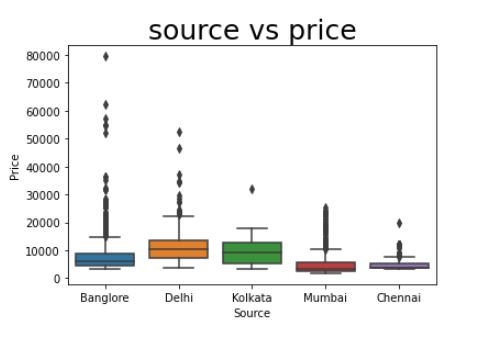 source vs price
80000
70000
60000
50000
40000
30000
20000
10000
0
Price
Banglore Delhi Kolkata Mumbai Chennai
Source